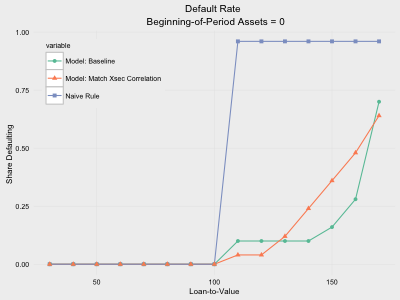 Default Rate
Beginning-of-Period Assets = 0
1.00
0.75
0.50
0.25
0.00
Share Defaulting
variable
Model: Baseline
Model: Match Xsec Correlation
Naive Rule
50
100
150
Loan-to-Value